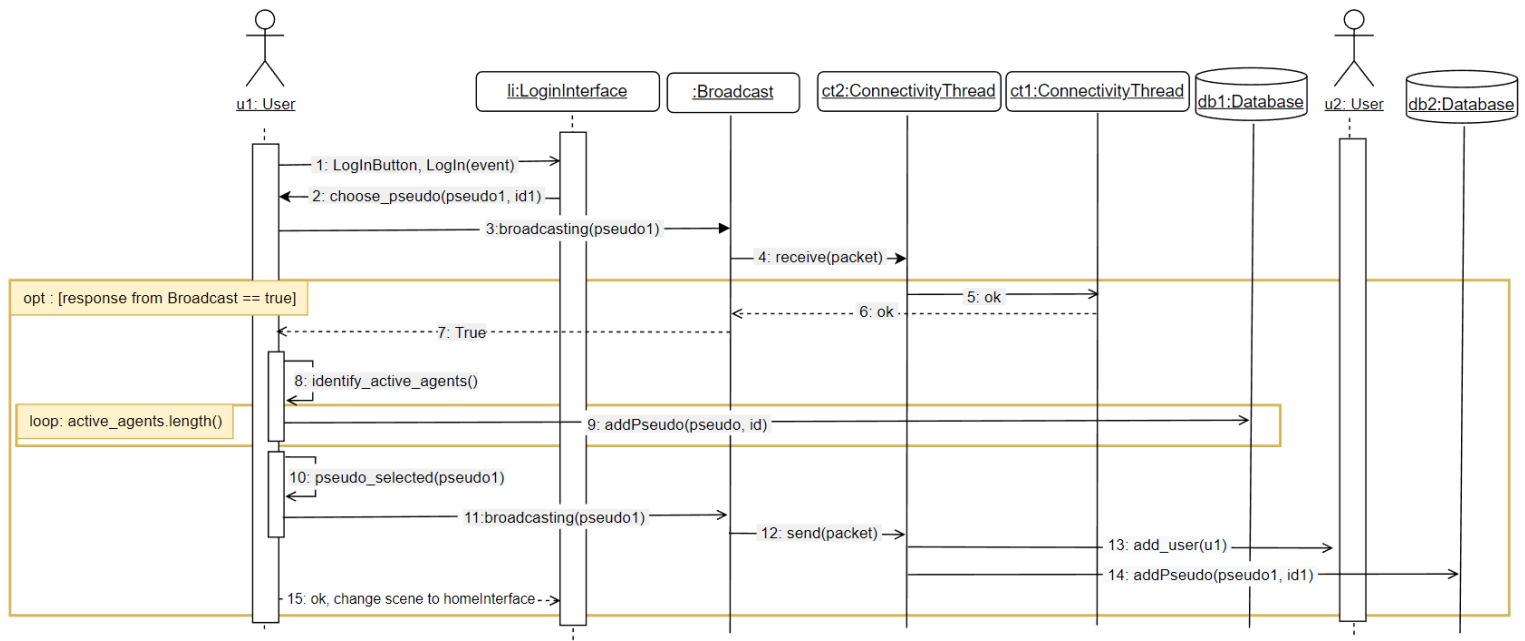 u1: User
li:LoginInterface
:Broadcast
ct2:ConnectivityThread
ct1:ConnectivityThread
db1:Database
u2: User
db2:Database
1: LogInButton, LogIn(event)
2: choose_pseudo(pseudo1, id1)
3:broadcasting(pseudo1)
4: receive(packet)
opt : [response from Broadcast == true]
5: ok
6: ok
7: True
8: identify_active_agents()
loop: active_agents.length()
9: addPseudo(pseudo, id)
10: pseudo_selected(pseudo1)
11:broadcasting(pseudo1)
12: send(packet)
13: add_user(u1)
14: addPseudo(pseudo1, id1)
15: ok, change scene to homeInterface